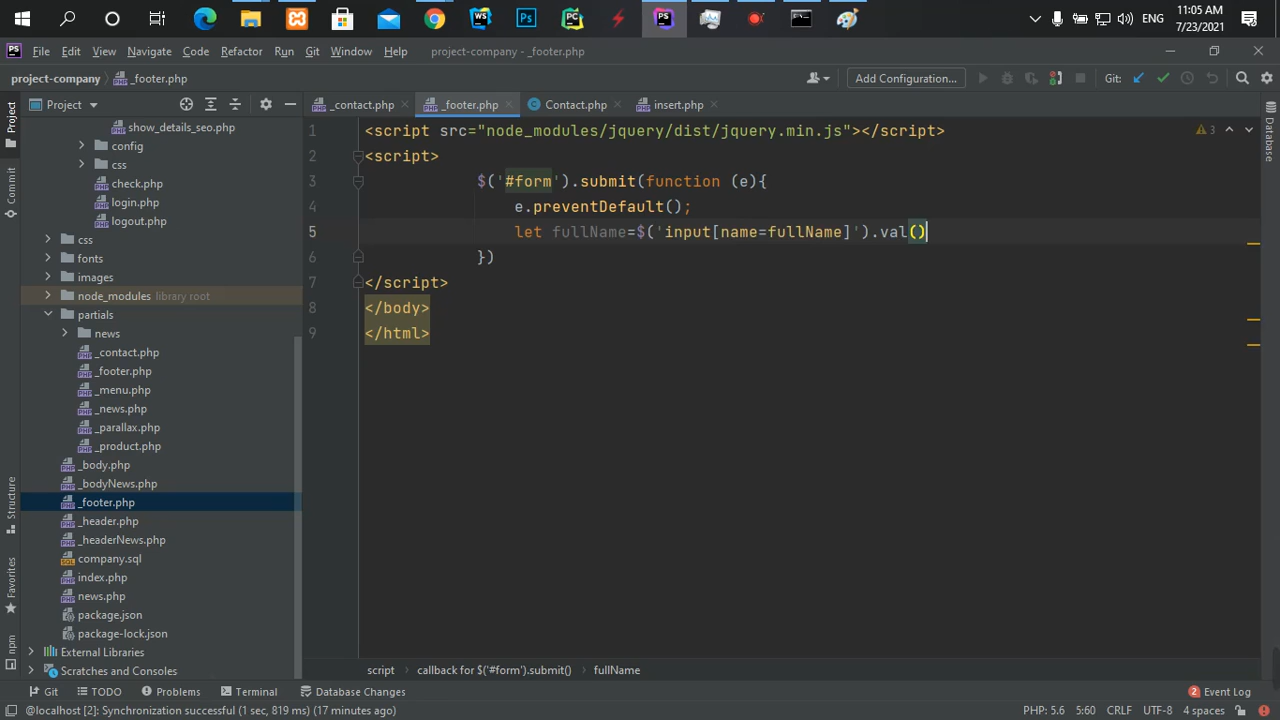 ENG
11:05 AM
7/23/2021
File Edit View Navigate Code Refactor Run Git Window Help
project-company - _footer.php
project-company
_footer.php
Add Configuration...
Git:
Project
_contact.php
_footer.php
Contact.php
insert.php
Project
Commit
Structure
Favorites
npm
Database
show_details_seo.php
config
css
check.php
login.php
logout.php
css
fonts
images
node_modules library root
partials
news
_contact.php
_footer.php
_menu.php
_news.php
_parallax.php
_product.php
_body.php
_bodyNews.php
_footer.php
_header.php
_headerNews.php
company.sql
index.php
news.php
package.json
package-lock.json
External Libraries
Scratches and Consoles
3
1 <script src="node_modules/jquery/dist/jquery.min.js"></script>
2 <script>
3 $('#form').submit(function (e){
4 e.preventDefault();
5 let fullName=$('input[name=fullName]').val()
6 })
7 </script>
8 </body>
9 </html>
script
callback for $('#form').submit()
fullName
Git
TODO
Problems
Terminal
Database Changes
2 Event Log
@localhost [2]: Synchronization successful (1 sec, 819 ms) (17 minutes ago)
PHP: 5.6
5:60
CRLF
UTF-8
4 spaces